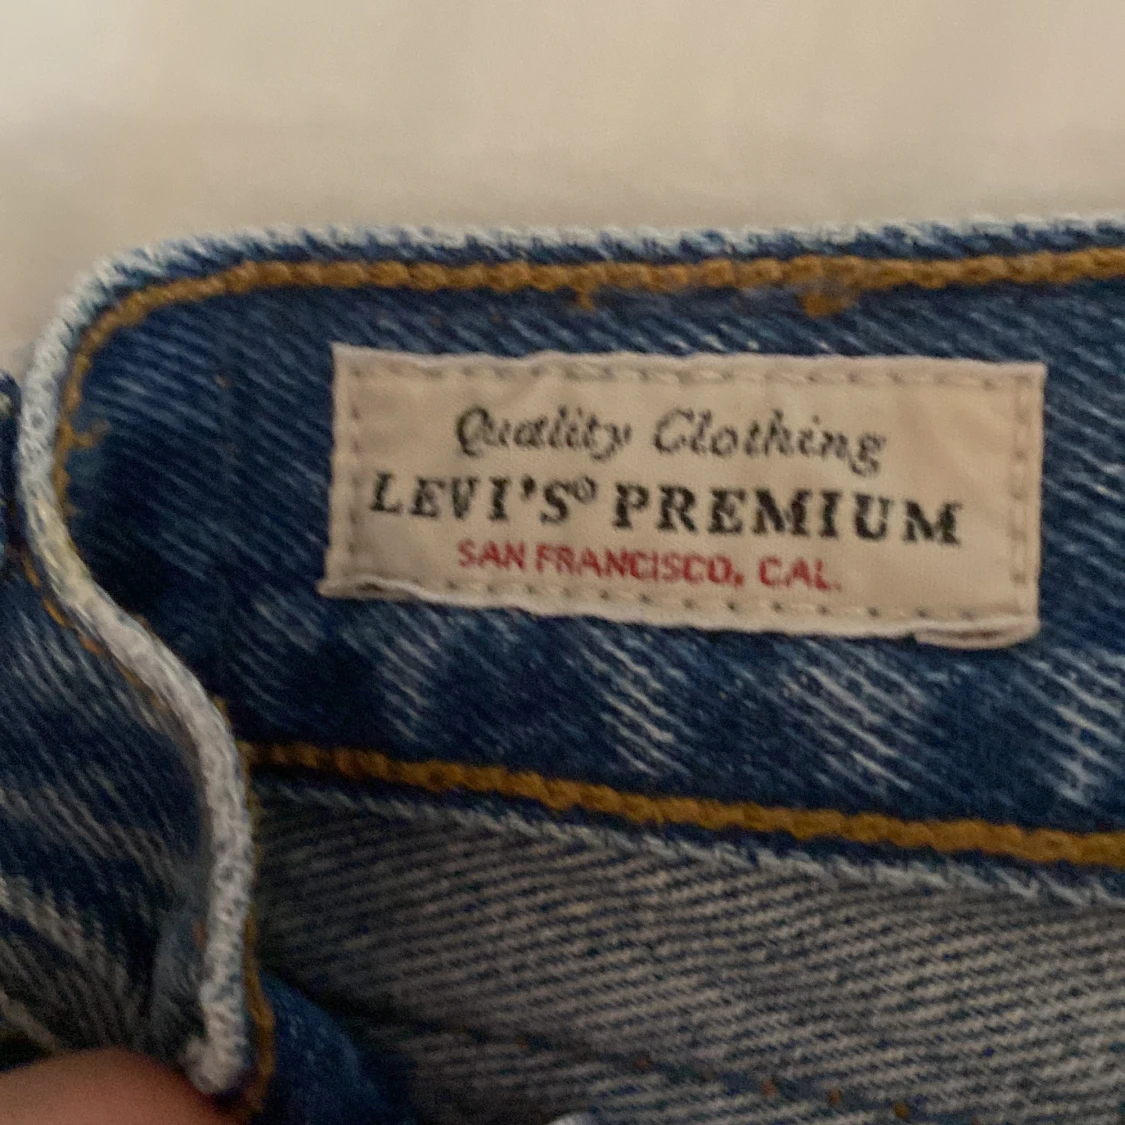 Quality Clothing
LEVI'S® PREMIUM
SAN FRANCISCO, CAL.